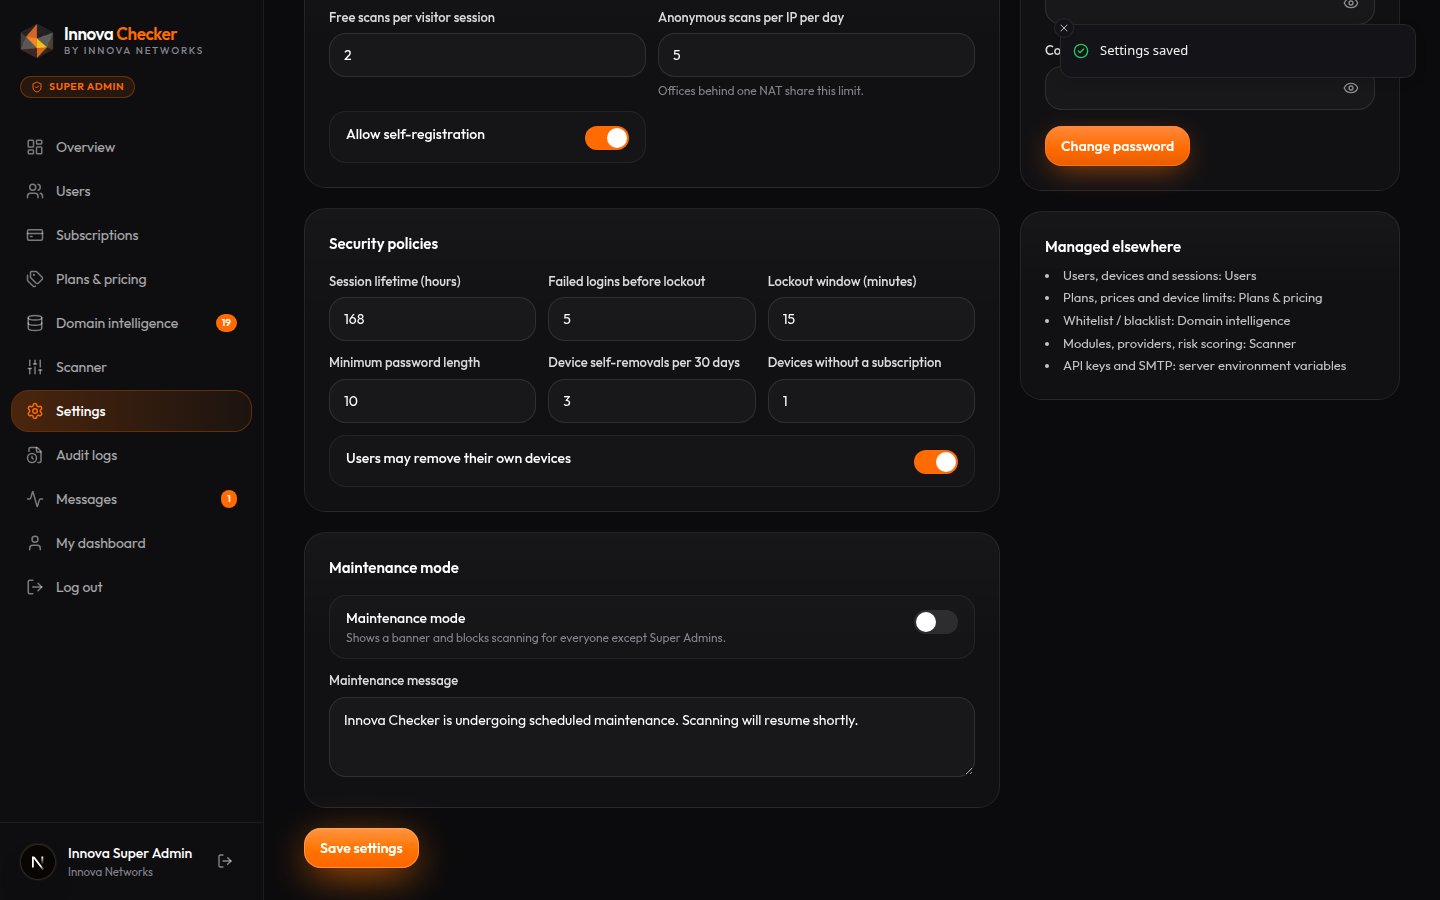 Innova Checker
BY INNOVA NETWORKS
SUPER ADMIN
Overview
Users
Subscriptions
Plans & pricing
Domain intelligence
19
Scanner
Settings
Audit logs
Messages
1
My dashboard
Log out
Innova Super Admin
Innova Networks
Free scans per visitor session
2
Anonymous scans per IP per day
5
Offices behind one NAT share this limit.
Allow self-registration
Security policies
Session lifetime (hours)
168
Failed logins before lockout
5
Lockout window (minutes)
15
Minimum password length
10
Device self-removals per 30 days
3
Devices without a subscription
1
Users may remove their own devices
Maintenance mode
Maintenance mode
Shows a banner and blocks scanning for everyone except Super Admins.
Maintenance message
Innova Checker is undergoing scheduled maintenance. Scanning will resume shortly.
Save settings
Settings saved
Co
Change password
Managed elsewhere
• Users, devices and sessions: Users
• Plans, prices and device limits: Plans & pricing
• Whitelist / blacklist: Domain intelligence
• Modules, providers, risk scoring: Scanner
• API keys and SMTP: server environment variables